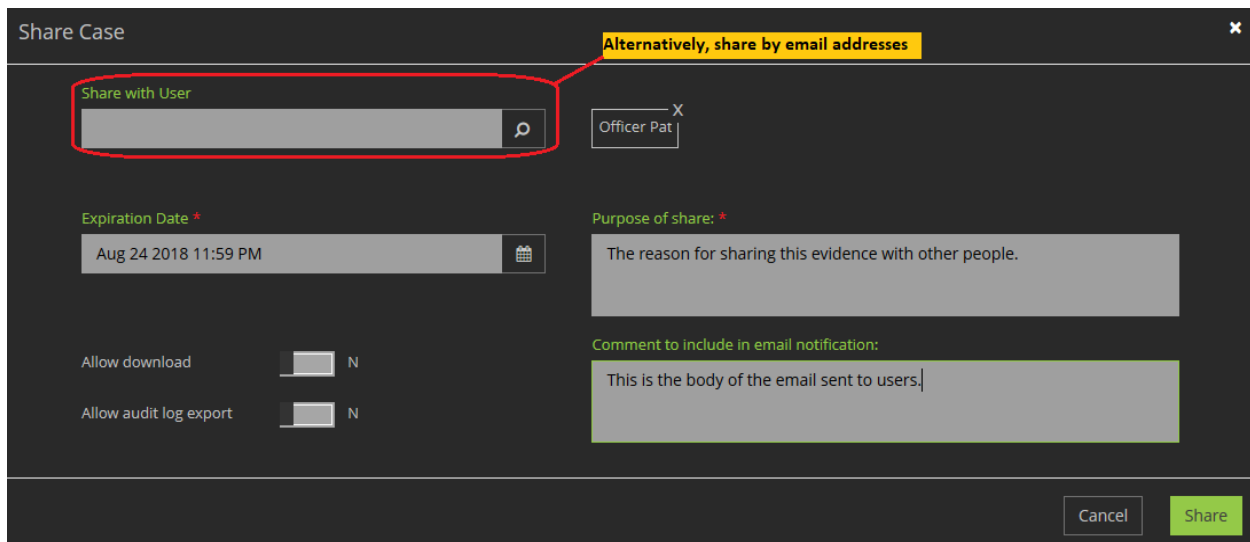 Share Case
Alternatively, share by email addresses
Share with User
Officer Pat
X
Expiration Date *
Aug 24 2018 11:59 PM
Purpose of share: *
The reason for sharing this evidence with other people.
Allow download N
Allow audit log export N
Comment to include in email notification:
This is the body of the email sent to users.
Cancel
Share